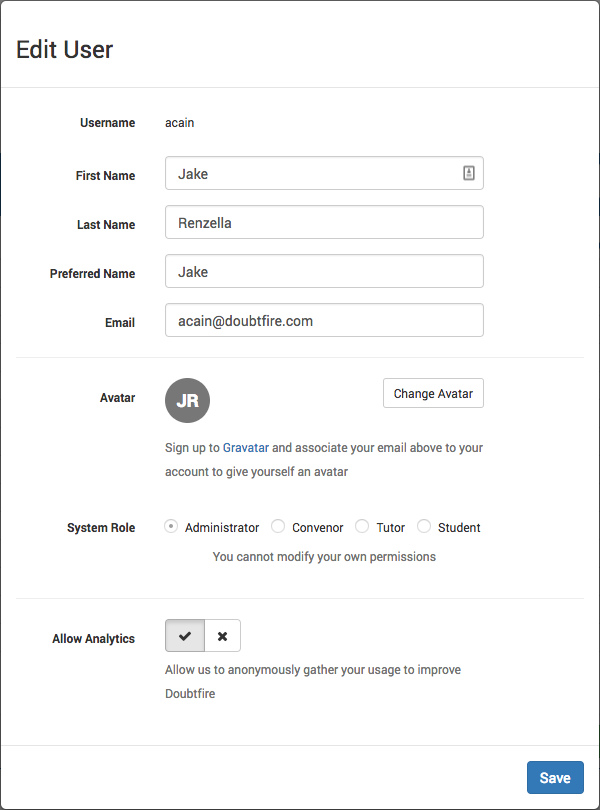 Edit User
Username acain
First Name Jake
Last Name Renzella
Preferred Name Jake
Email acain@doubtfire.com
Avatar JR Change Avatar
Sign up to Gravatar and associate your email above to your
account to give yourself an avatar
System Role Administrator Convenor Tutor Student
You cannot modify your own permissions
Allow Analytics
Allow us to anonymously gather your usage to improve
Doubtfire
Save